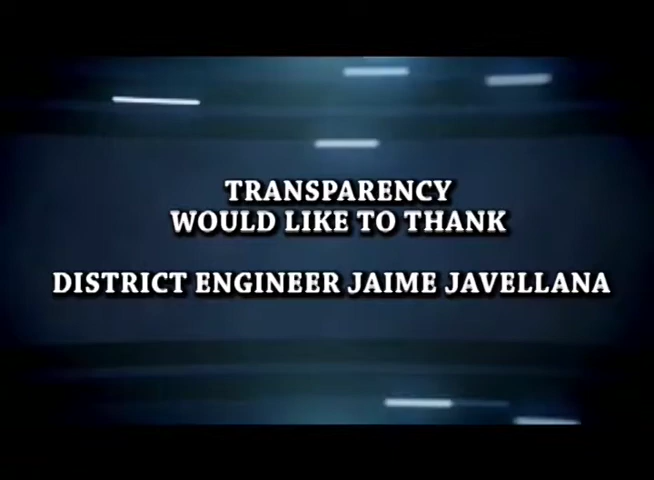 TRANSPARENCY
WOULD LIKE TO THANK
DISTRICT ENGINEER JAIME JAVELLANA